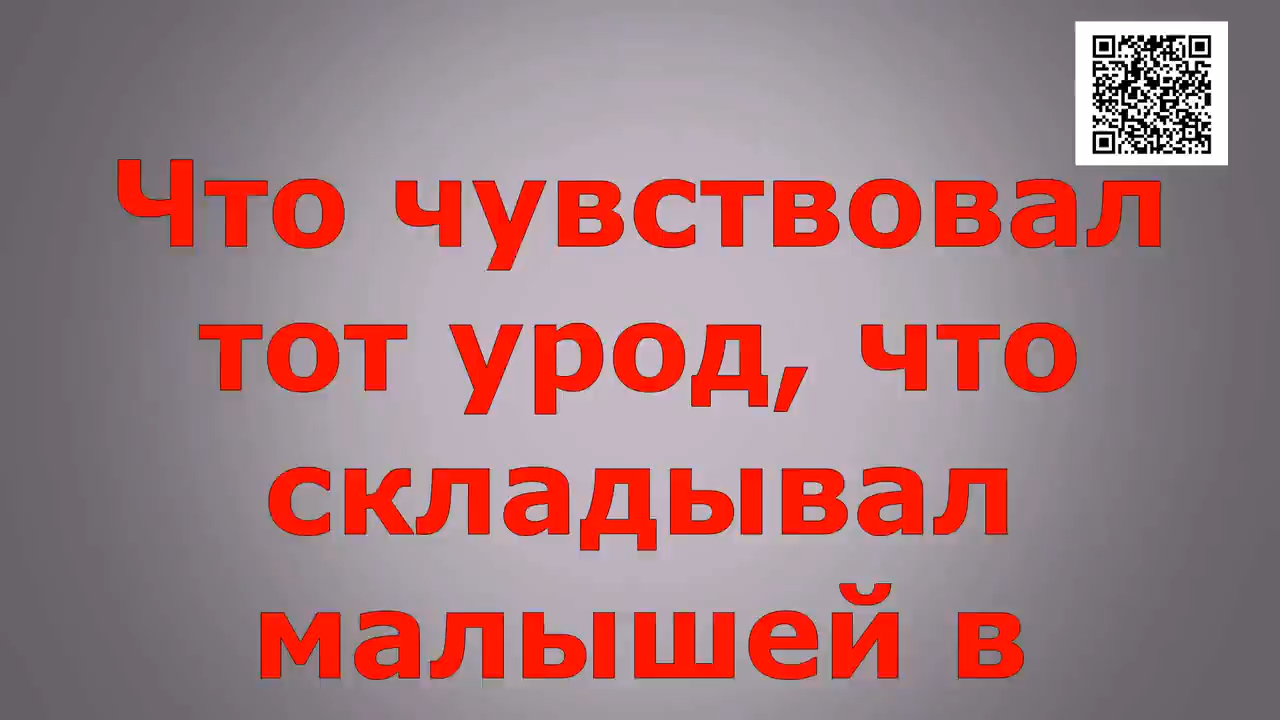 Что чувствовал
тот урод, что
складывал
малышей в